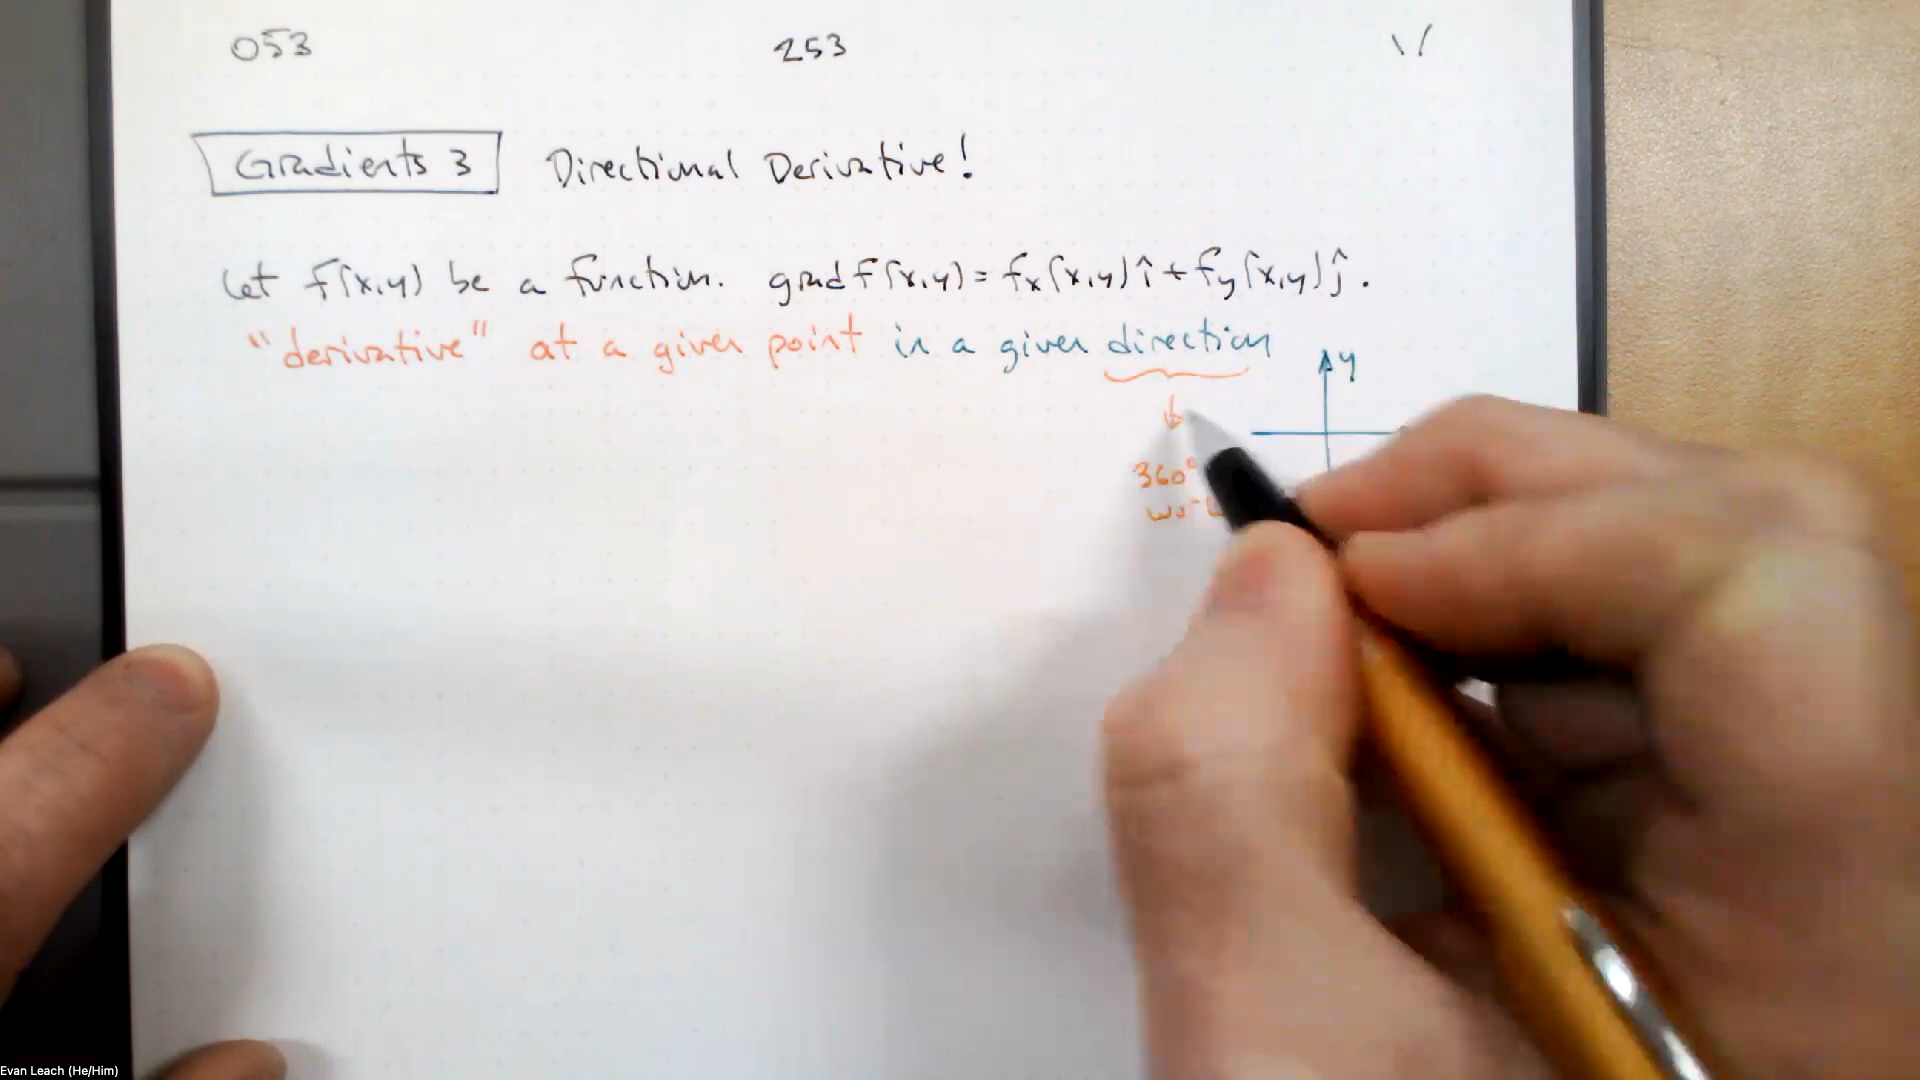 053 253 V
Gradients 3 Directional Derivative!
Let f(x,y) be a function. grad f(x,y) = fx(x,y) î + fy(x,y) ĵ.
"derivative" at a given point in a given direction
y
360°
Evan Leach (He/Him)